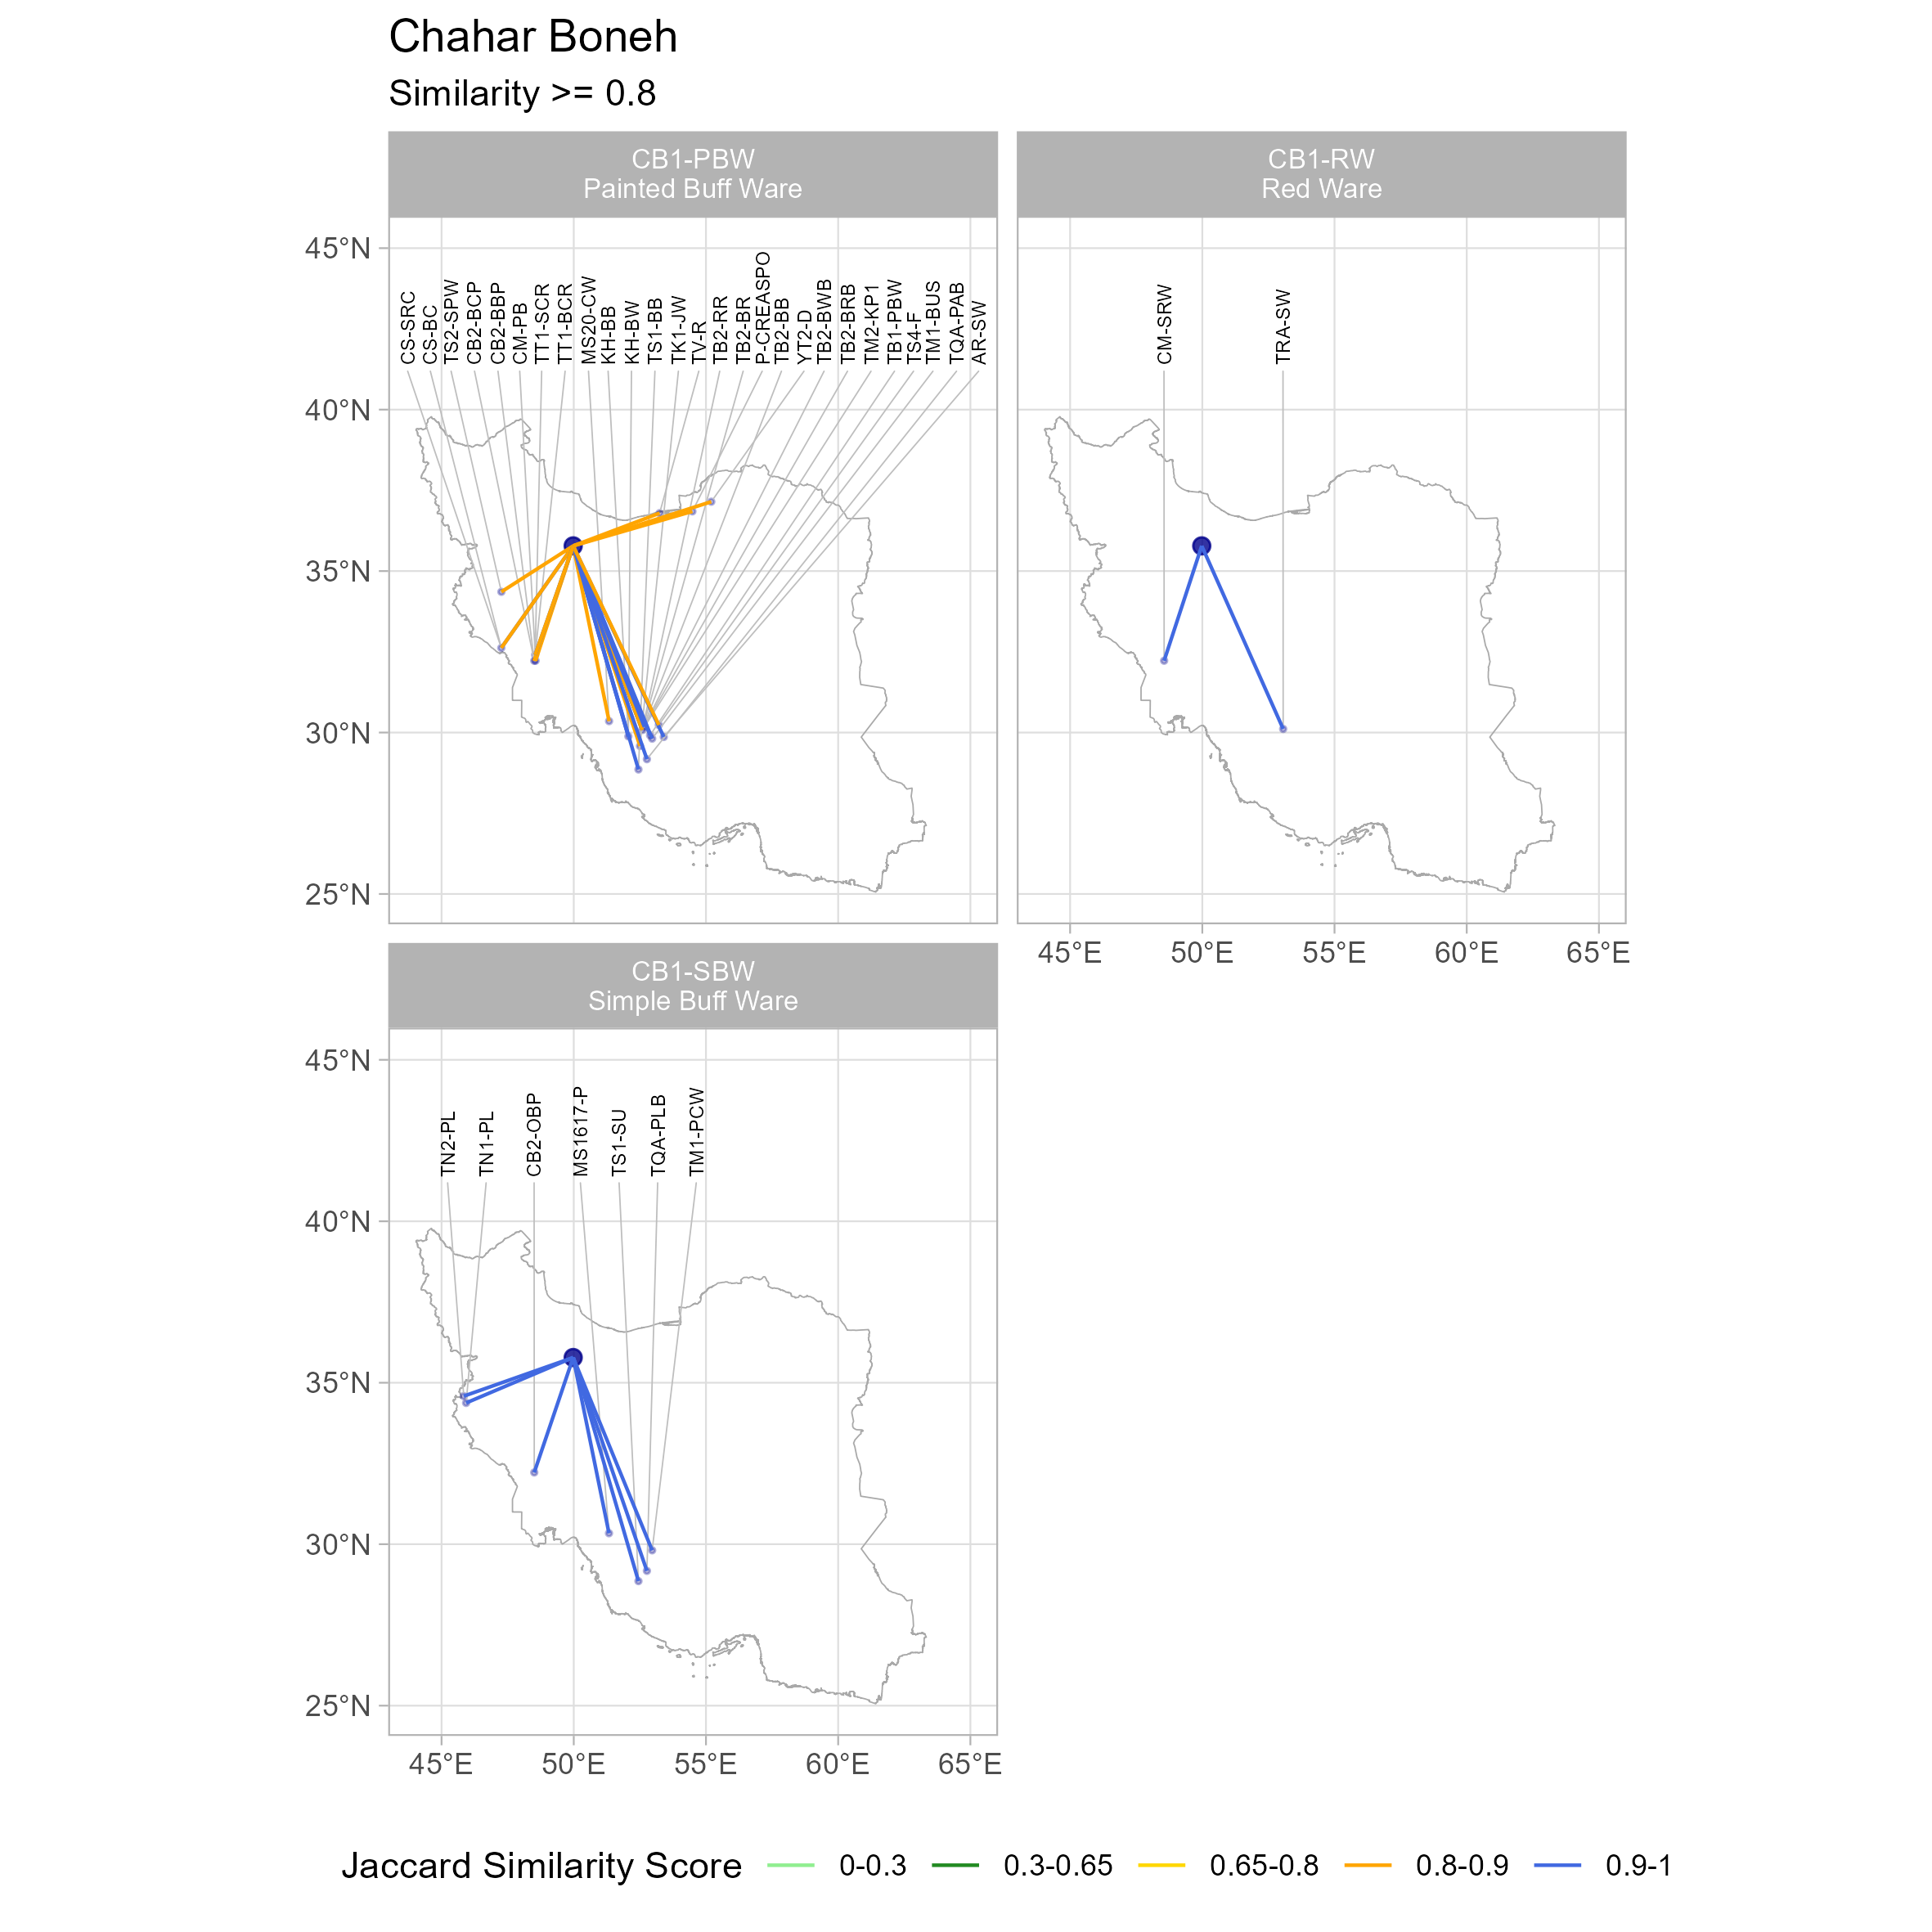 Chahar Boneh
Similarity >= 0.8
CB1-PBW
Painted Buff Ware
CB1-RW
Red Ware
45°N
40°N
35°N
30°N
25°N
CS-SRC
CS-BC
TS2-SPW
CB2-BCP
CB2-BBP
CM-PB
TT1-SCR
TT1-BCR
MS20-CW
KH-BB
KH-BW
TS1-BB
TK1-JW
TV-R
TB2-RR
TB2-BR
P-CREASPO
TB2-BB
YT2-D
TB2-BWB
TB2-BRB
TM2-KP1
TB1-PBW
TS4-F
TM1-BUS
TQA-PAB
AR-SW
CM-SRW
TRA-SW
45°E
50°E
55°E
60°E
65°E
CB1-SBW
Simple Buff Ware
45°N
40°N
35°N
30°N
25°N
TN2-PL
TN1-PL
CB2-OBP
MS1617-P
TS1-SU
TQA-PLB
TM1-PCW
45°E
50°E
55°E
60°E
65°E
Jaccard Similarity Score
0-0.3
0.3-0.65
0.65-0.8
0.8-0.9
0.9-1